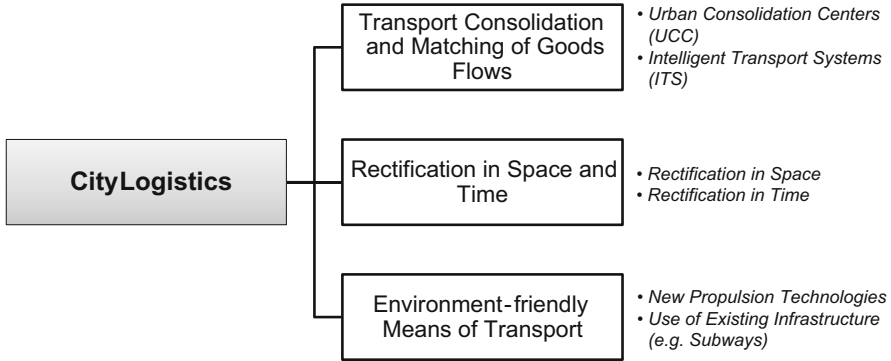 CityLogistics
Transport Consolidation
and Matching of Goods
Flows
• Urban Consolidation Centers
(UCC)
• Intelligent Transport Systems
(ITS)
Rectification in Space and
Time
• Rectification in Space
• Rectification in Time
Environment-friendly
Means of Transport
• New Propulsion Technologies
• Use of Existing Infrastructure
(e.g. Subways)